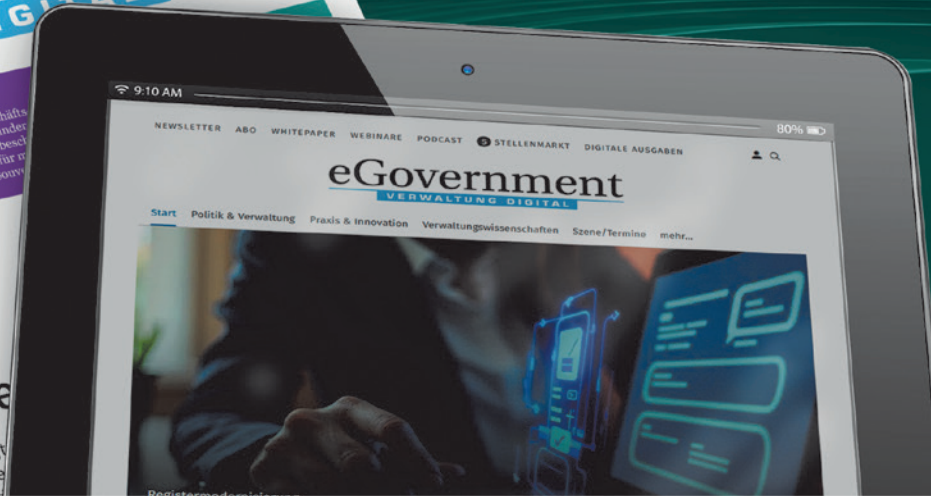 9:10 AM
80%
NEWSLETTER ABO WHITEPAPER WEBINARE PODCAST S STELLENMARKT DIGITALE AUSGABEN
eGovernment
VERWALTUNG DIGITAL
Start Politik & Verwaltung Praxis & Innovation Verwaltungswissenschaften Szene/Termine mehr...
Registermodernisierung